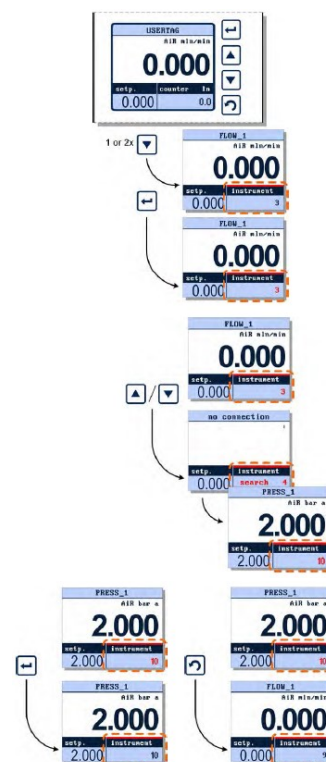 USERTAG
AiR mln/min
0.000
setp. counter ln
0.000 0.0
1 or 2x
FLOW_1
AiR mln/min
0.000
setp. instrument
0.000 3
FLOW_1
AiR mln/min
0.000
setp. instrument
0.000 3
FLOW_1
AiR mln/min
0.000
setp. instrument
0.000 3
/
no connection
setp. instrument
0.000 search 4
PRESS_1
AiR bar a
2.000
setp. instrument
2.000 10
PRESS_1
AiR bar a
2.000
setp. instrument
2.000 10
PRESS_1
AiR bar a
2.000
setp. instrument
2.000 10
PRESS_1
AiR bar a
2.000
setp. instrument
2.000 10
FLOW_1
AiR mln/min
0.000
setp. instrument
0.000